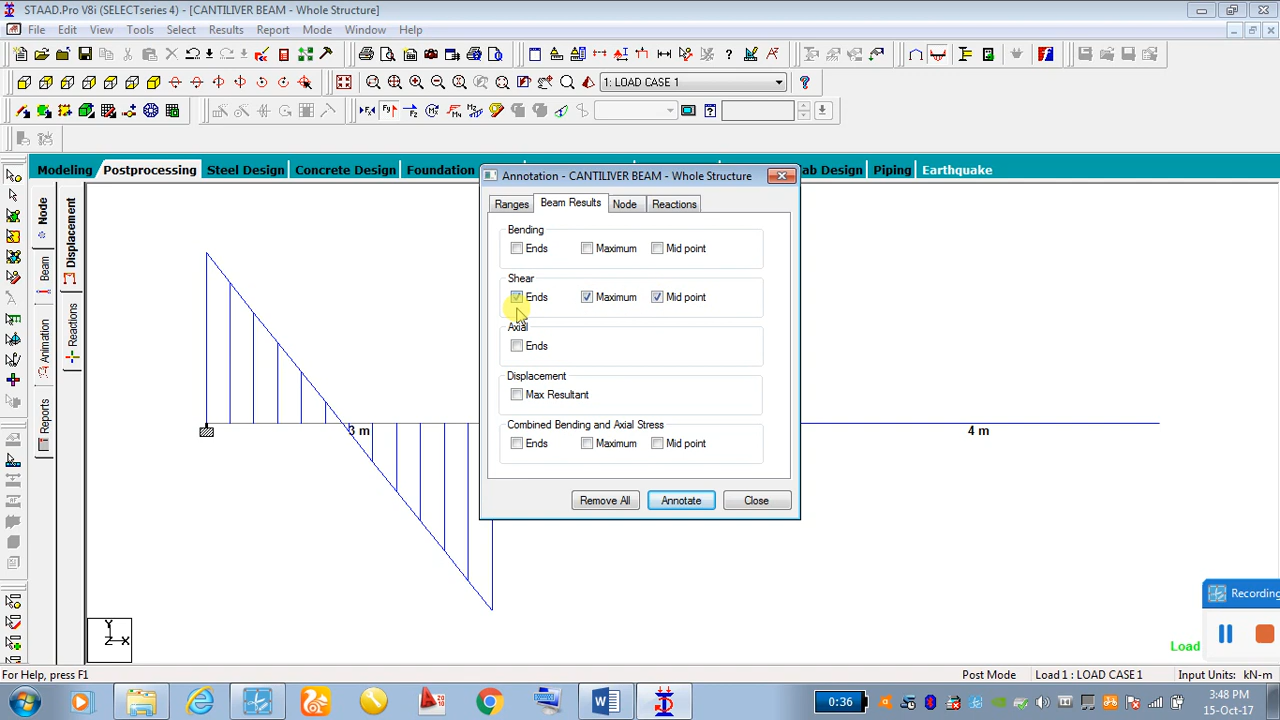 STAAD.Pro V8i (SELECTseries 4) - [CANTILIVER BEAM - Whole Structure]
File Edit View Tools Select Results Report Mode Window Help
1: LOAD CASE 1
Modeling Postprocessing Steel Design Concrete Design Foundation ab Design Piping Earthquake
Annotation - CANTILIVER BEAM - Whole Structure
Ranges Beam Results Node Reactions
Bending
Ends Maximum Mid point
Shear
Ends Maximum Mid point
Axial
Ends
Displacement
Max Resultant
Combined Bending and Axial Stress
Ends Maximum Mid point
Remove All Annotate Close
Node
Displacement
Beam
Reactions
Animation
Reports
3 m
4 m
Y
Z X
Recording
Load
For Help, press F1
Post Mode
Load 1 : LOAD CASE 1
Input Units: kN-m
0:36
3:48 PM
15-Oct-17